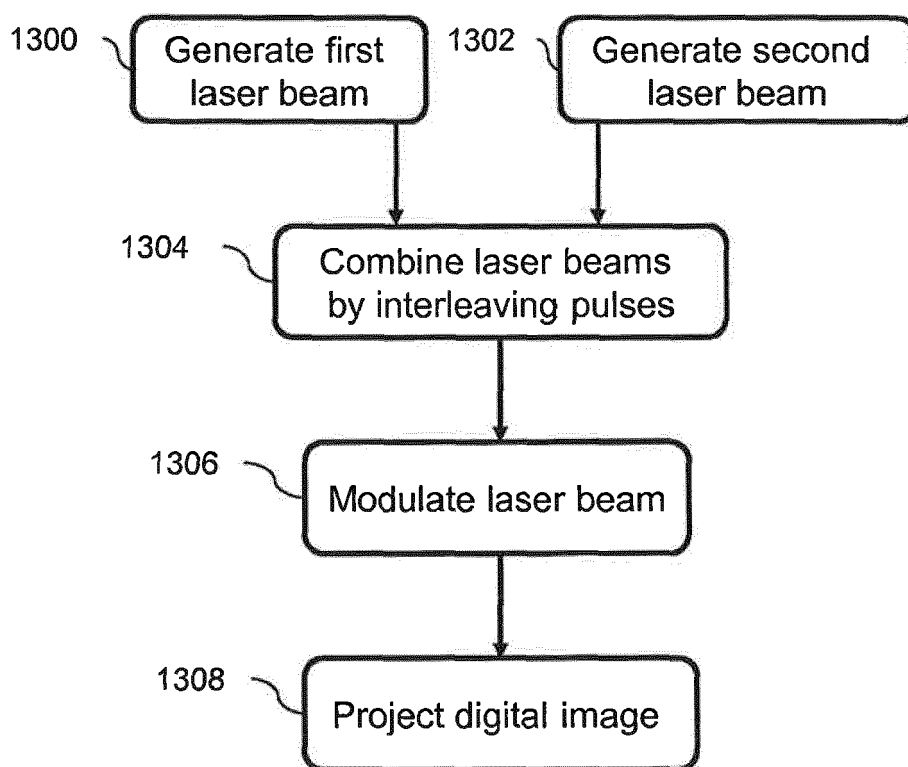 1300
Generate first
laser beam
1302
Generate second
laser beam
1304
Combine laser beams
by interleaving pulses
1306
Modulate laser beam
1308
Project digital image